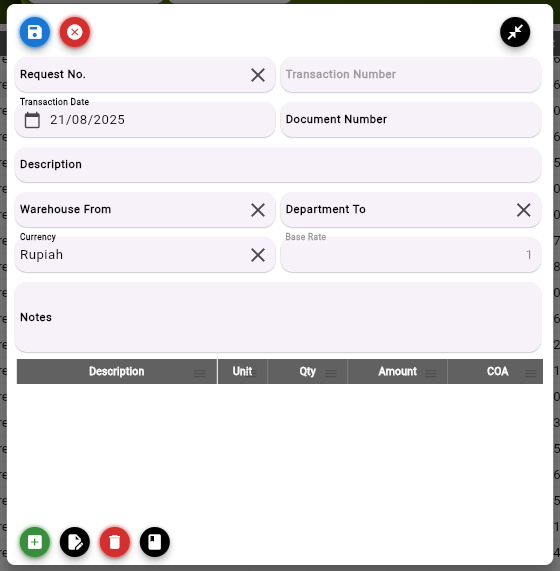 Request No.
Transaction Number
Transaction Date
21/08/2025
Document Number
Description
Warehouse From
Department To
Currency
Rupiah
Base Rate
1
Notes
Description Unit Qty Amount COA